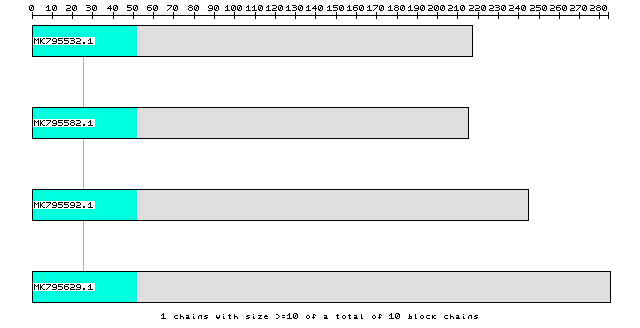 0 10 20 30 40 50 60 70 80 90 100 110 120 130 140 150 160 170 180 190 200 210 220 230 240 250 260 270 280
MK795532.1
MK795582.1
MK795592.1
MK795629.1
1 chains with size >=10 of a total of 10 block chains